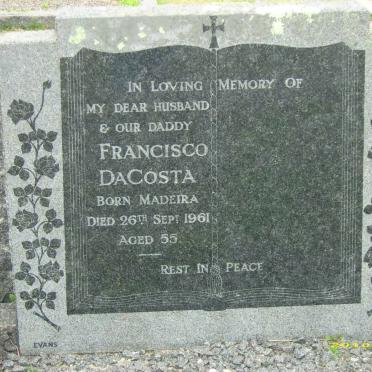 IN LOVING MEMORY OF
MY DEAR HUSBAND
& OUR DADDY
FRANCISCO
DACOSTA
BORN MADEIRA
DIED 26TH SEPT 1961
AGED 55
REST IN PEACE
EVANS